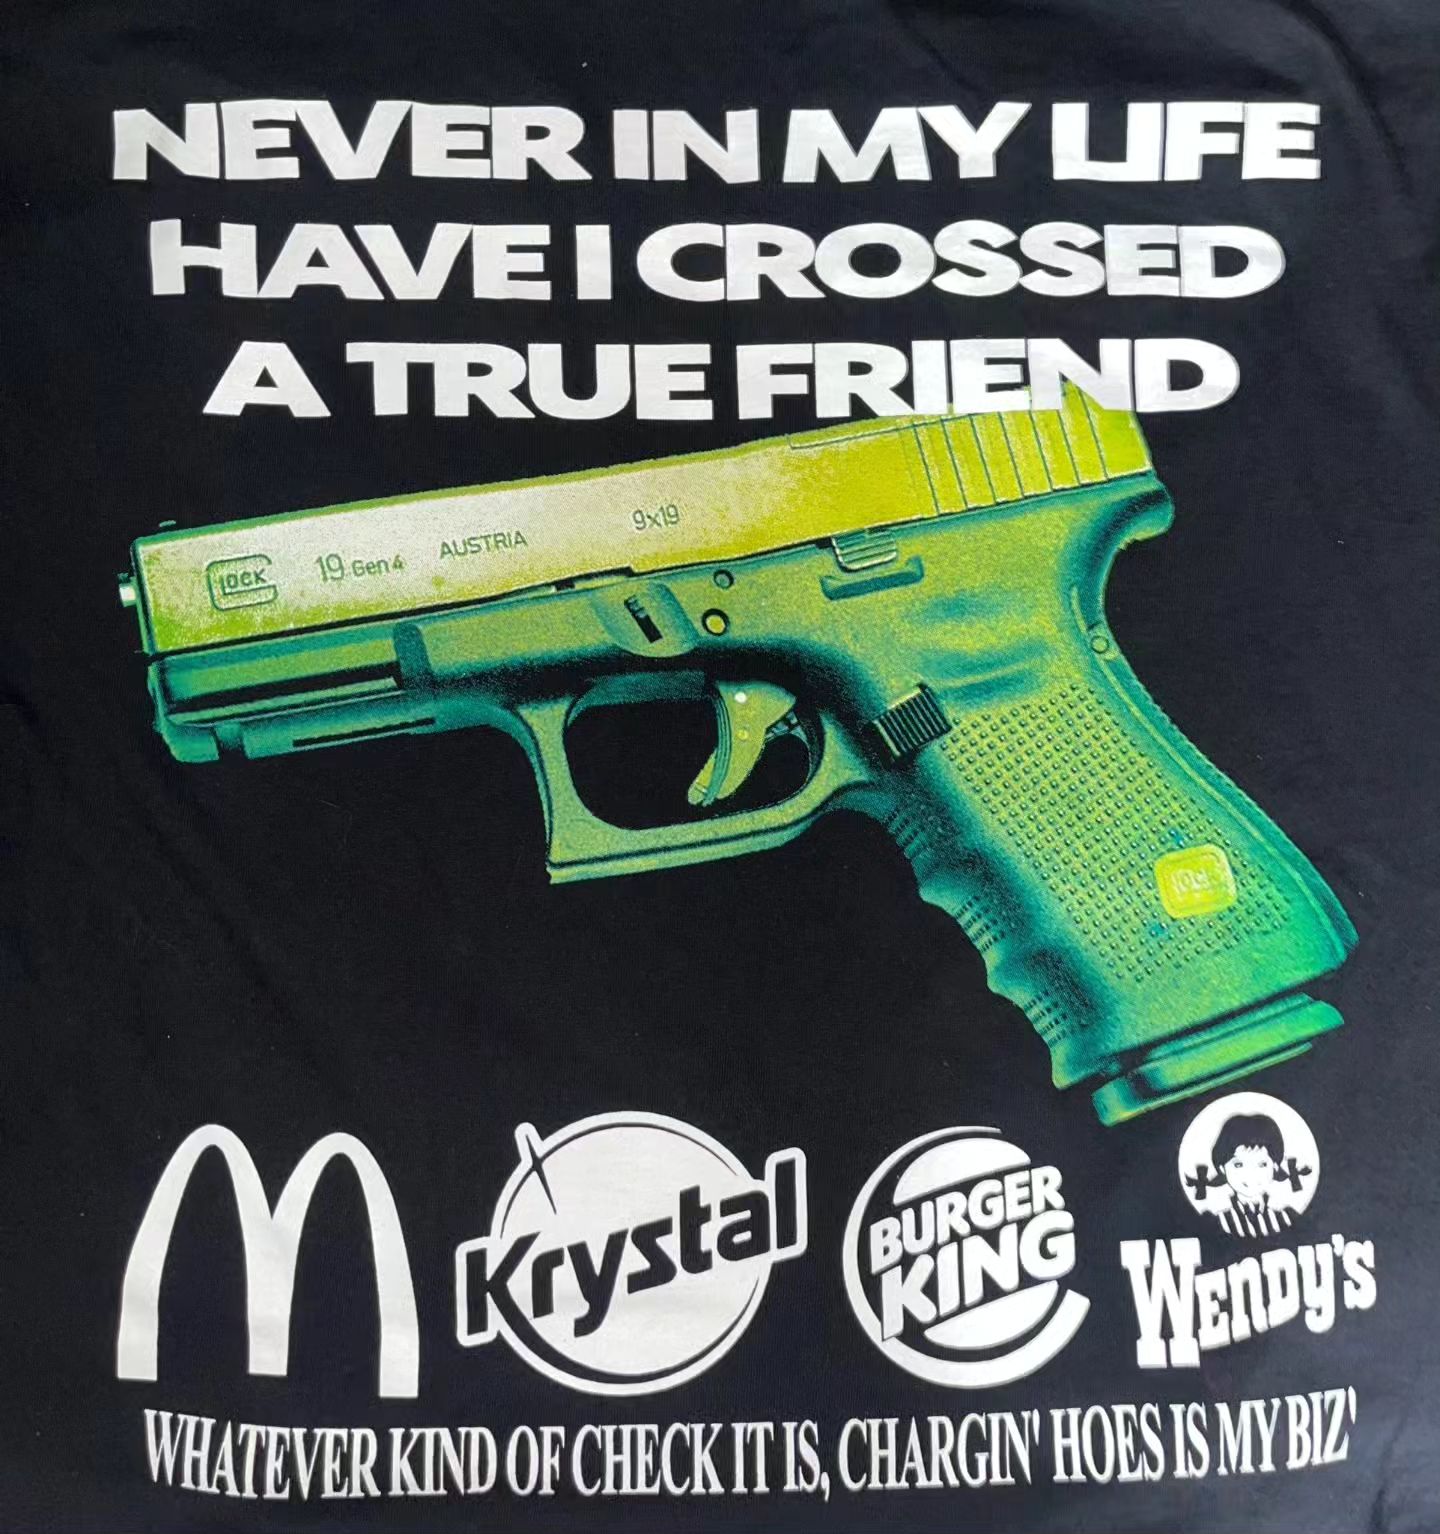 NEVER IN MY LIFE
HAVE I CROSSED
A TRUE FRIEND
GLOCK 19 Gen4 AUSTRIA 9x19
GLOCK
Krystal
BURGER
KING
WENDY'S
WHATEVER KIND OF CHECK IT IS, CHARGIN' HOES IS MY BIZ'